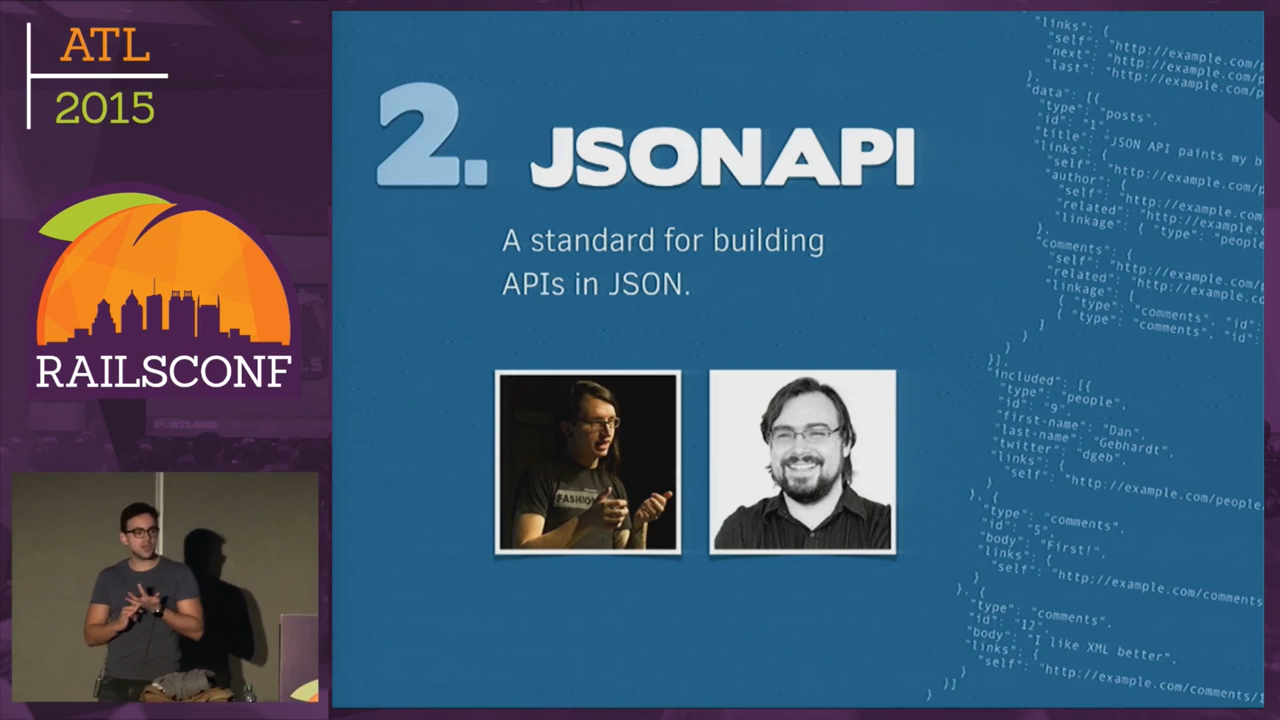 ATL
2015
RAILSCONF
2. JSONAPI
A standard for building
APIs in JSON.
FASHION
"links": {
"self": "http://example.com/p
"next": "http://example.com/p
"last": "http://example.com/p
},
"data": [{
"type": "posts",
"id": "1",
"title": "JSON API paints my b
"links": {
"self": "http://example.com/p
"author": {
"self": "http://example.com/
"related": "http://example.com
"linkage": { "type": "people
},
"comments": {
"self": "http://example.com/
"related": "http://example.co
"linkage": [
{ "type": "comments", "id":
{ "type": "comments", "id":
]
}
}
}],
"included": [{
"type": "people",
"id": "9",
"first-name": "Dan",
"last-name": "Gebhardt",
"twitter": "dgeb",
"links": {
"self": "http://example.com/people
}
}, {
"type": "comments",
"id": "5",
"body": "First!",
"links": {
"self": "http://example.com/comments
}
}, {
"type": "comments",
"id": "12",
"body": "I like XML better",
"links": {
"self": "http://example.com/comments/1
}
}]
}